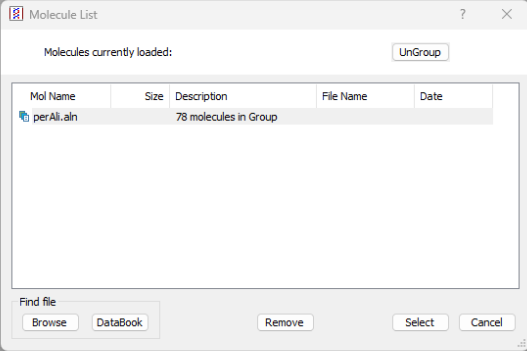 Molecule List ?
Molecules currently loaded: UnGroup
Mol Name Size Description File Name Date
perAli.aln 78 molecules in Group
Find file
Browse DataBook Remove Select Cancel